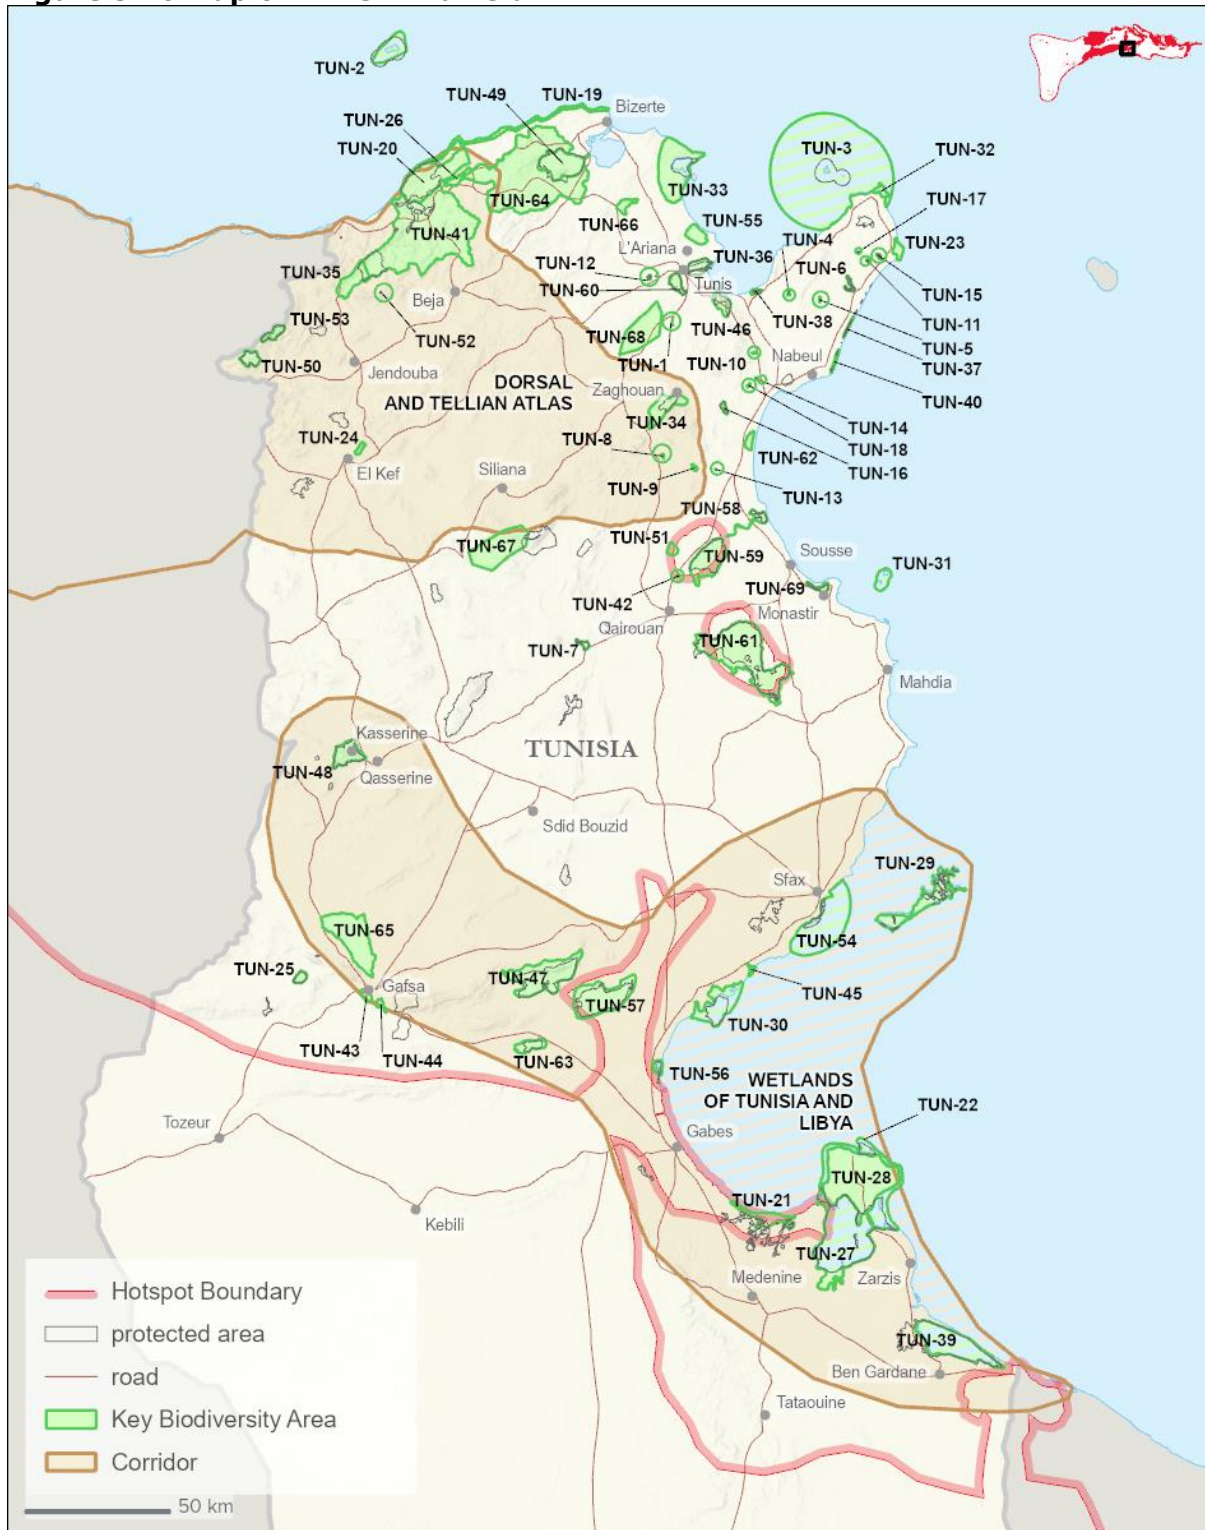 TUN-2
TUN-49
TUN-19
Bizerte
TUN-26
TUN-20
TUN-3
TUN-32
TUN-17
TUN-33
TUN-64
TUN-66
TUN-55
TUN-4
TUN-23
TUN-41
L'Ariana
TUN-36
TUN-6
TUN-12
TUN-35
TUN-60
Tunis
TUN-15
Beja
TUN-53
TUN-38
TUN-11
TUN-52
TUN-68
TUN-46
TUN-5
TUN-50
TUN-1
TUN-10
Nabeul
TUN-37
Jendouba
DORSAL
AND TELLIAN ATLAS
Zaghouan
TUN-40
TUN-34
TUN-14
TUN-24
TUN-8
TUN-18
TUN-62
TUN-16
El Kef
Siliana
TUN-9
TUN-13
TUN-58
TUN-67
TUN-51
TUN-59
Sousse
TUN-31
TUN-69
TUN-42
Monastir
Qairouan
TUN-7
TUN-61
Mahdia
Kasserine
TUNISIA
TUN-48
Qasserine
Sdid Bouzid
TUN-29
Sfax
TUN-65
TUN-54
TUN-25
TUN-47
Gafsa
TUN-45
TUN-57
TUN-30
TUN-43
TUN-44
TUN-63
TUN-56
WETLANDS
OF TUNISIA AND
LIBYA
TUN-22
Tozeur
Gabes
TUN-28
TUN-21
Kebili
TUN-27
Medenine
Zarzis
Hotspot Boundary
protected area
TUN-39
road
Ben Gardane
Key Biodiversity Area
Tataouine
Corridor
50 km